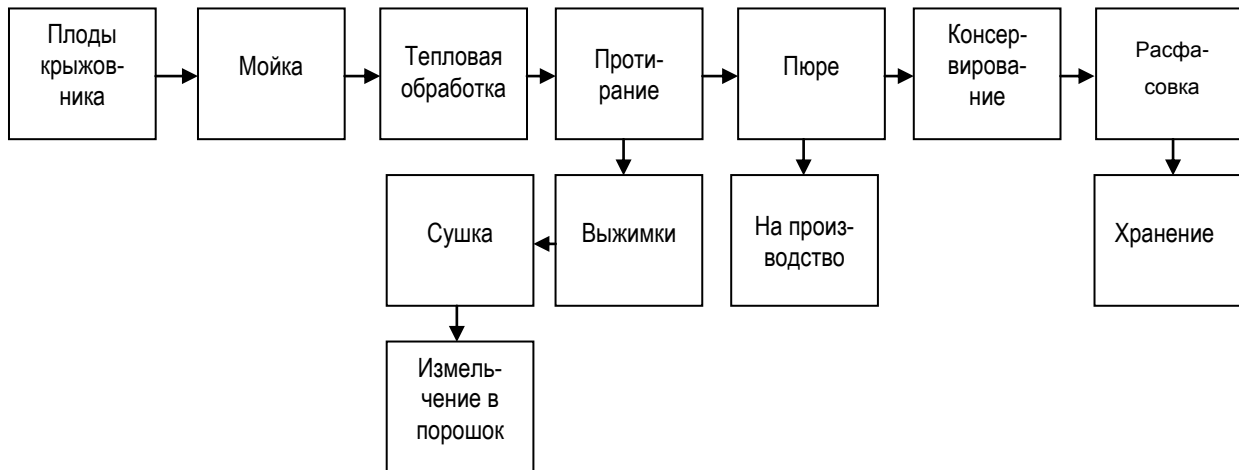 Плоды
крыжов-
ника
Мойка
Тепловая
обработка
Проти-
рание
Пюре
Консер-
вирова-
ние
Расфа-
совка
Сушка
Выжимки
На произ-
водство
Хранение
Измель-
чение в
порошок